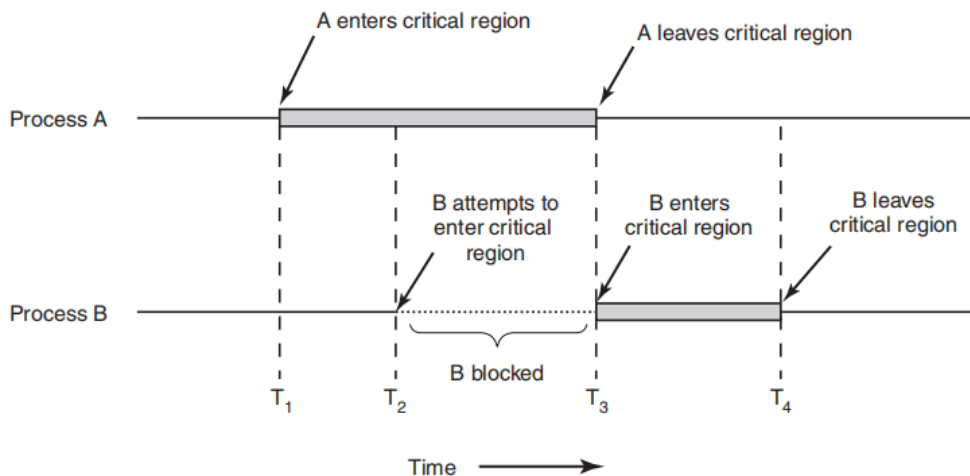 A enters critical region
A leaves critical region
Process A
B attempts to
enter critical
region
B enters
critical region
B leaves
critical region
Process B
B blocked
T1
T2
T3
T4
Time